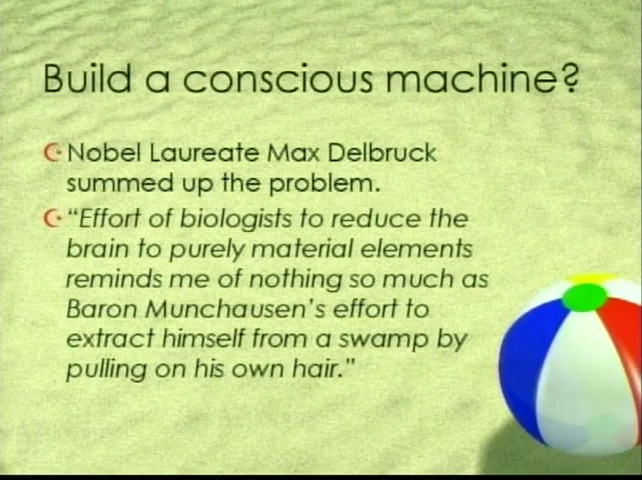 Build a conscious machine?
Nobel Laureate Max Delbruck
summed up the problem.
“Effort of biologists to reduce the
brain to purely material elements
reminds me of nothing so much as
Baron Munchausen’s effort to
extract himself from a swamp by
pulling on his own hair.”